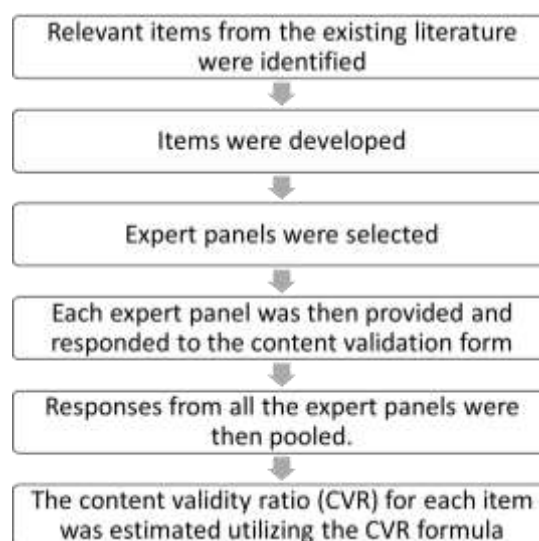 Relevant items from the existing literature
were identified
Items were developed
Expert panels were selected
Each expert panel was then provided and
responded to the content validation form
Responses from all the expert panels were
then pooled.
The content validity ratio (CVR) for each item
was estimated utilizing the CVR formula